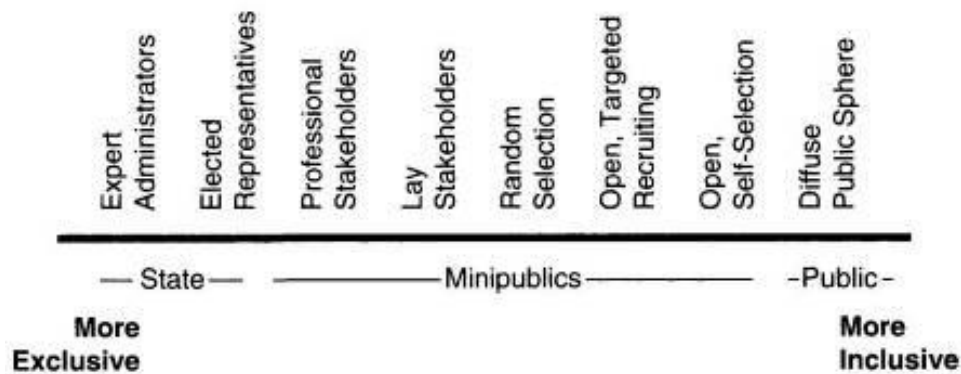 Expert
Administrators
Elected
Representatives
Professional
Stakeholders
Lay
Stakeholders
Random
Selection
Open, Targeted
Recruiting
Open,
Self-Selection
Diffuse
Public Sphere
State
Minipublics
Public
More
Exclusive
More
Inclusive